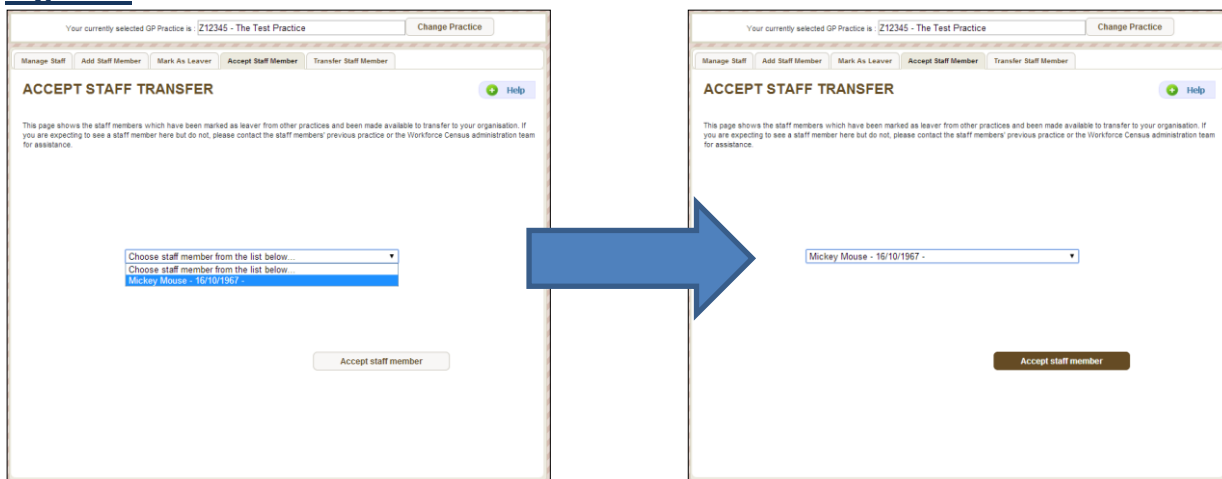 Your currently selected GP Practice is : Z12345 - The Test Practice Change Practice
Manage Staff Add Staff Member Mark As Leaver Accept Staff Member Transfer Staff Member
ACCEPT STAFF TRANSFER Help
This page shows the staff members which have been marked as leaver from other practices and been made available to transfer to your organisation. If
you are expecting to see a staff member here but do not, please contact the staff members' previous practice or the Workforce Census administration team
for assistance.
Choose staff member from the list below...
Choose staff member from the list below...
Mickey Mouse - 16/10/1967 -
Accept staff member
Your currently selected GP Practice is : Z12345 - The Test Practice Change Practice
Manage Staff Add Staff Member Mark As Leaver Accept Staff Member Transfer Staff Member
ACCEPT STAFF TRANSFER Help
This page shows the staff members which have been marked as leaver from other practices and been made available to transfer to your organisation. If
you are expecting to see a staff member here but do not, please contact the staff members' previous practice or the Workforce Census administration team
for assistance.
Mickey Mouse - 16/10/1967 -
Accept staff member